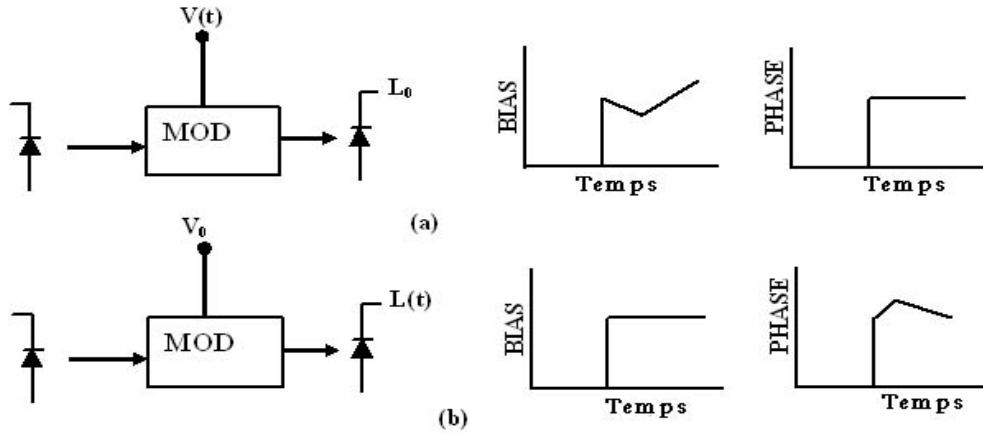 V(t)
L₀
MOD
BIAS
Temps
PHASE
Temps
(a)
V₀
L(t)
MOD
BIAS
Temps
PHASE
Temps
(b)